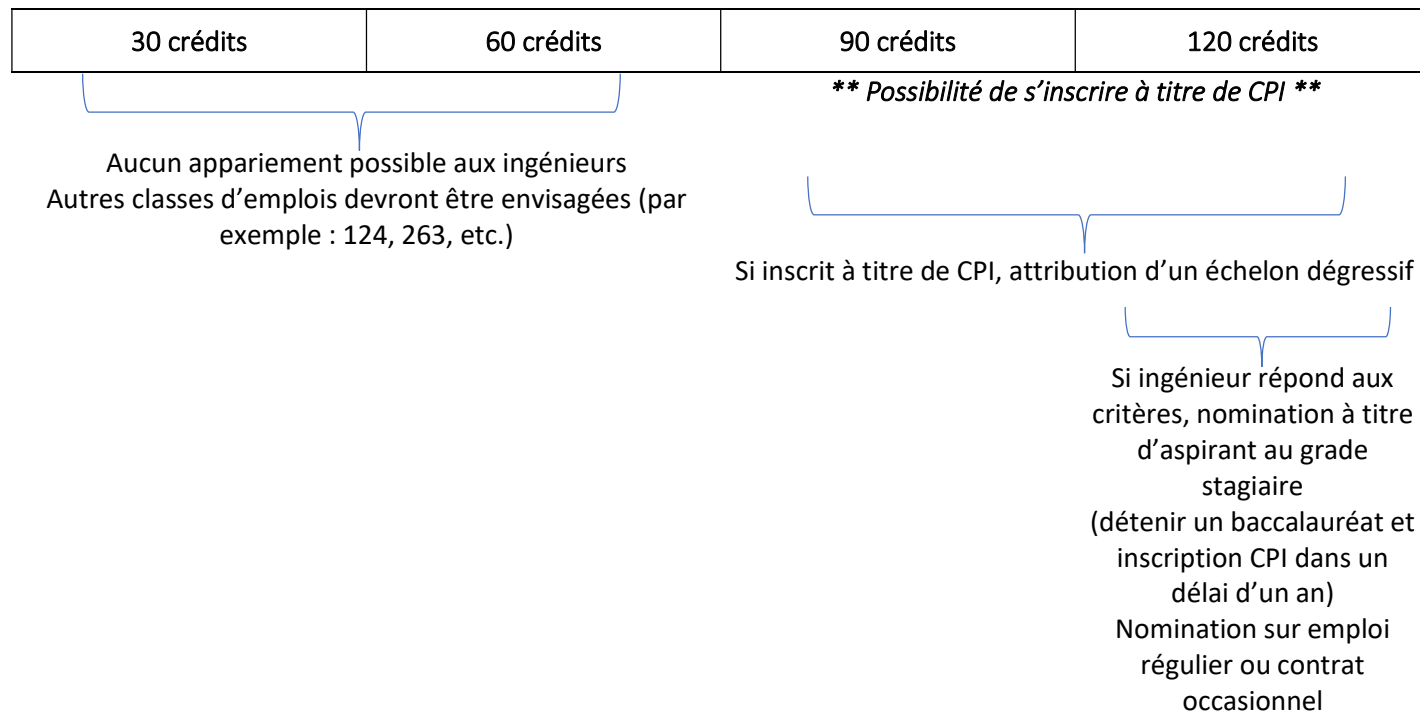 30 crédits
60 crédits
90 crédits
120 crédits
** Possibilité de s’inscrire à titre de CPI **
Aucun appariement possible aux ingénieurs
Autres classes d’emplois devront être envisagées (par
exemple : 124, 263, etc.)
Si inscrit à titre de CPI, attribution d’un échelon dégressif
Si ingénieur répond aux
critères, nomination à titre
d’aspirant au grade
stagiaire
(détenir un baccalauréat et
inscription CPI dans un
délai d’un an)
Nomination sur emploi
régulier ou contrat
occasionnel